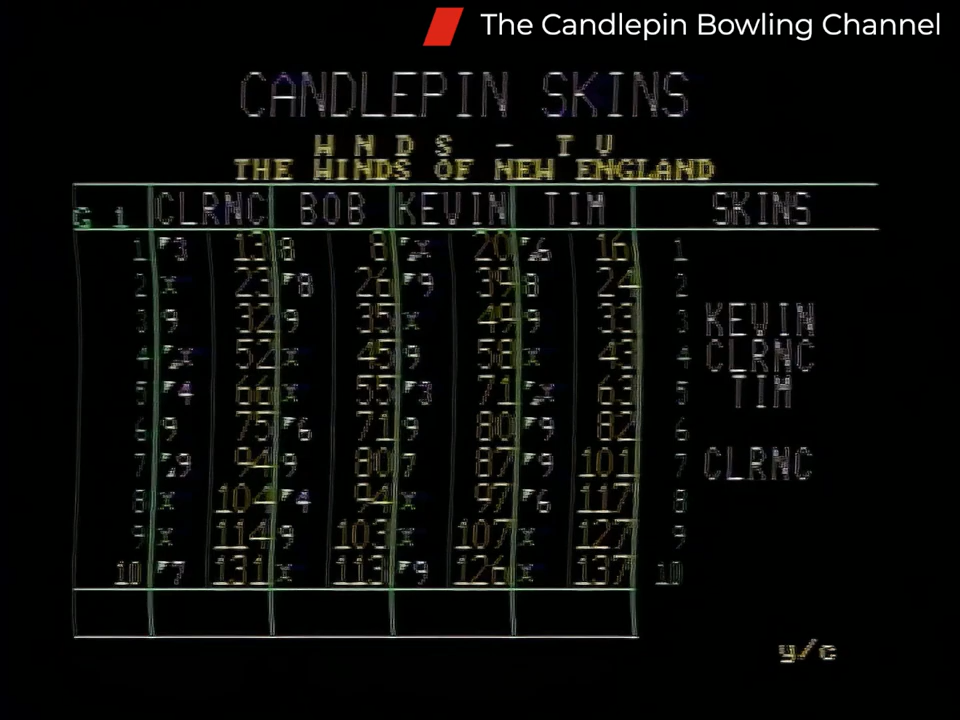 The Candlepin Bowling Channel
CANDLEPIN SKINS
W N D S - T V
THE WINDS OF NEW ENGLAND
G 1 CLRNC BOB KEVIN TIM SKINS
1 3 13 8 8 x 20 6 16 1
2 x 23 8 26 9 39 8 24 2
3 9 32 9 35 x 49 9 33 3 KEVIN
4 x 52 x 45 9 58 x 43 4 CLRNC
5 4 66 x 55 3 71 x 63 5 TIM
6 9 75 6 71 9 80 9 82 6
7 9 94 9 80 7 87 9 101 7 CLRNC
8 x 104 4 94 x 97 6 117 8
9 x 114 9 103 x 107 x 127 9
10 7 131 x 113 9 126 x 137 10
y/c